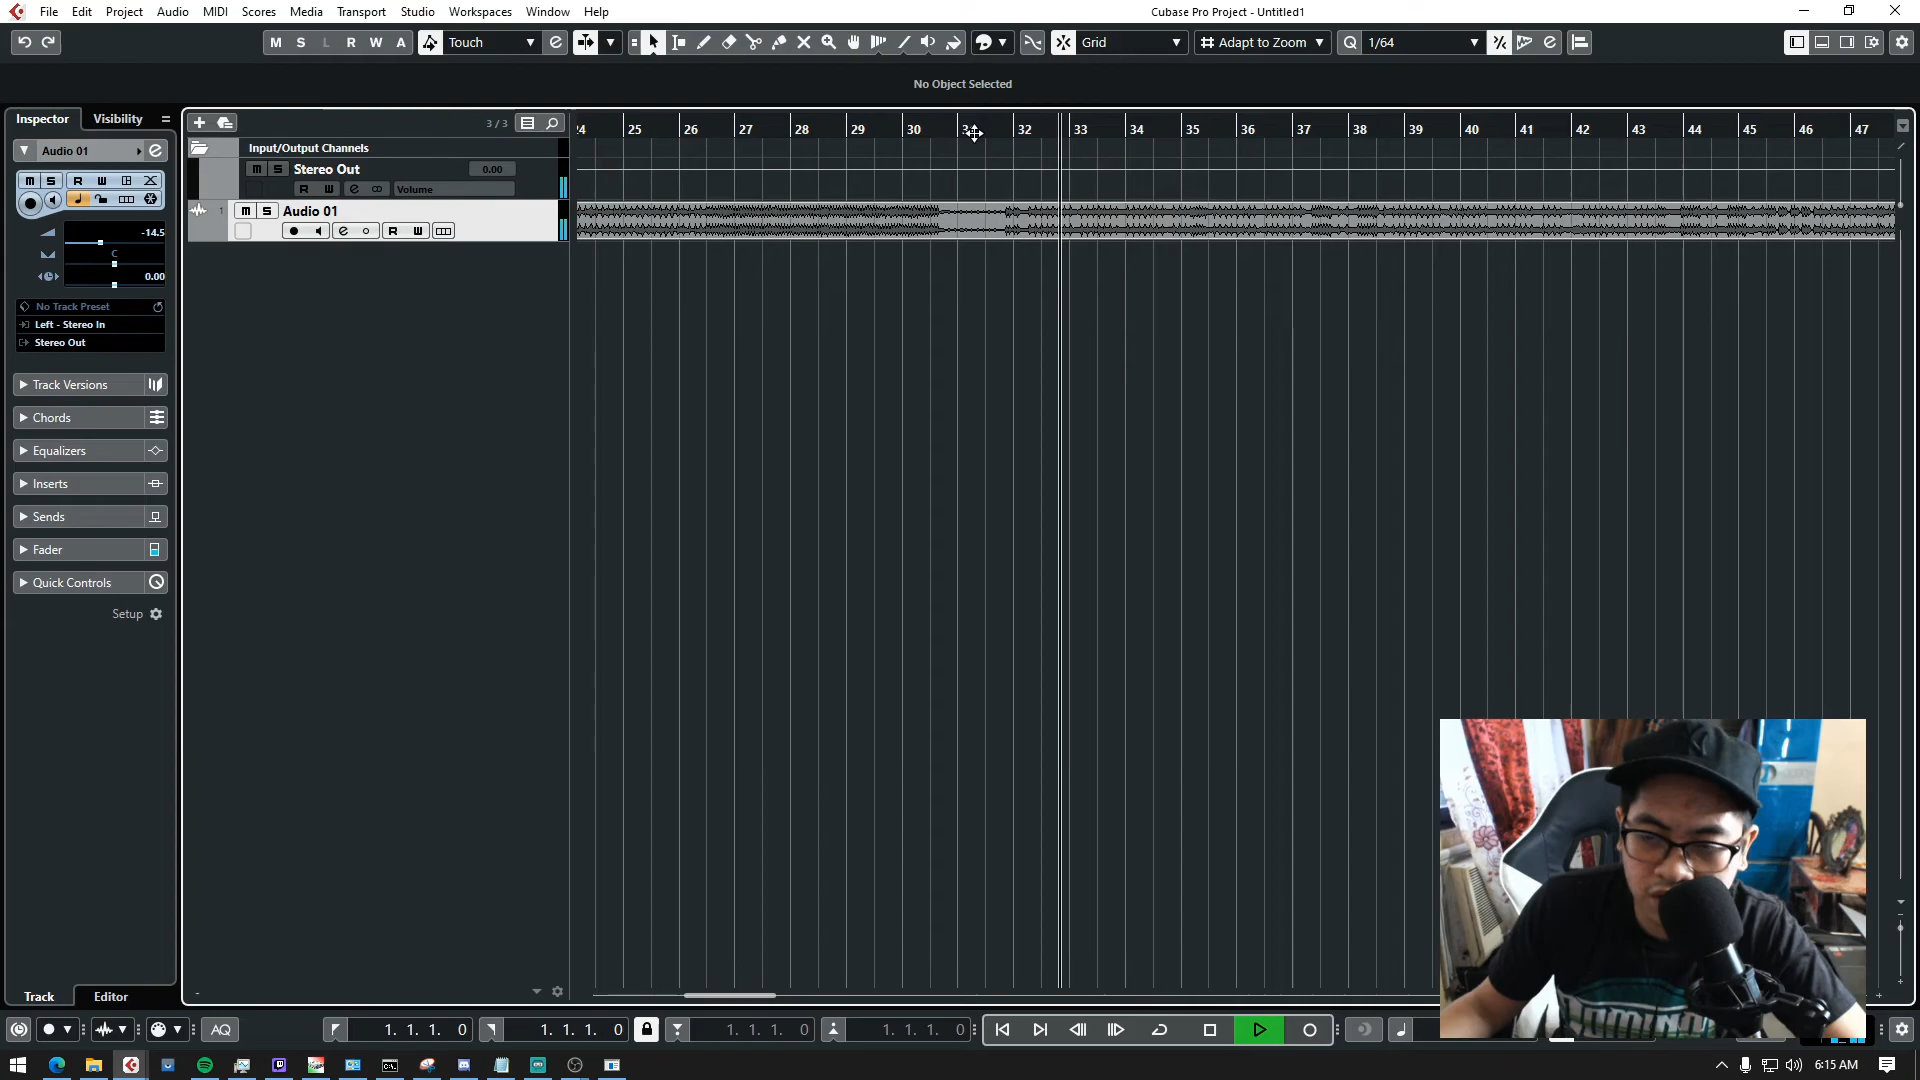 File Edit Project Audio MIDI Scores Media Transport Studio Workspaces Window Help
Cubase Pro Project - Untitled1
M S L R W A
Touch
Grid
Adapt to Zoom
Q 1/64
No Object Selected
Inspector Visibility
3 / 3
25 26 27 28 29 30 32 33 34 35 36 37 38 39 40 41 42 43 44 45 46 47
Input/Output Channels
Stereo Out
M S
0.00
R W e
Volume
1
M S
Audio 01
e R W
Audio 01
M S R W
-14.5
C
0.00
No Track Preset
Left - Stereo In
Stereo Out
Track Versions
Chords
Equalizers
Inserts
Sends
Fader
Quick Controls
Setup
Track Editor
AQ
1. 1. 1. 0
1. 1. 1. 0
1. 1. 1. 0
1. 1. 1. 0
6:15 AM